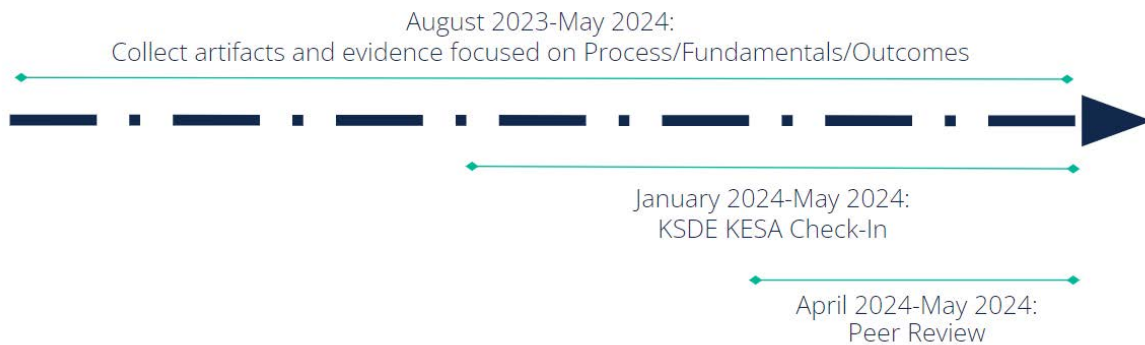 August 2023-May 2024:
Collect artifacts and evidence focused on Process/Fundamentals/Outcomes
January 2024-May 2024:
KSDE KESA Check-In
April 2024-May 2024:
Peer Review